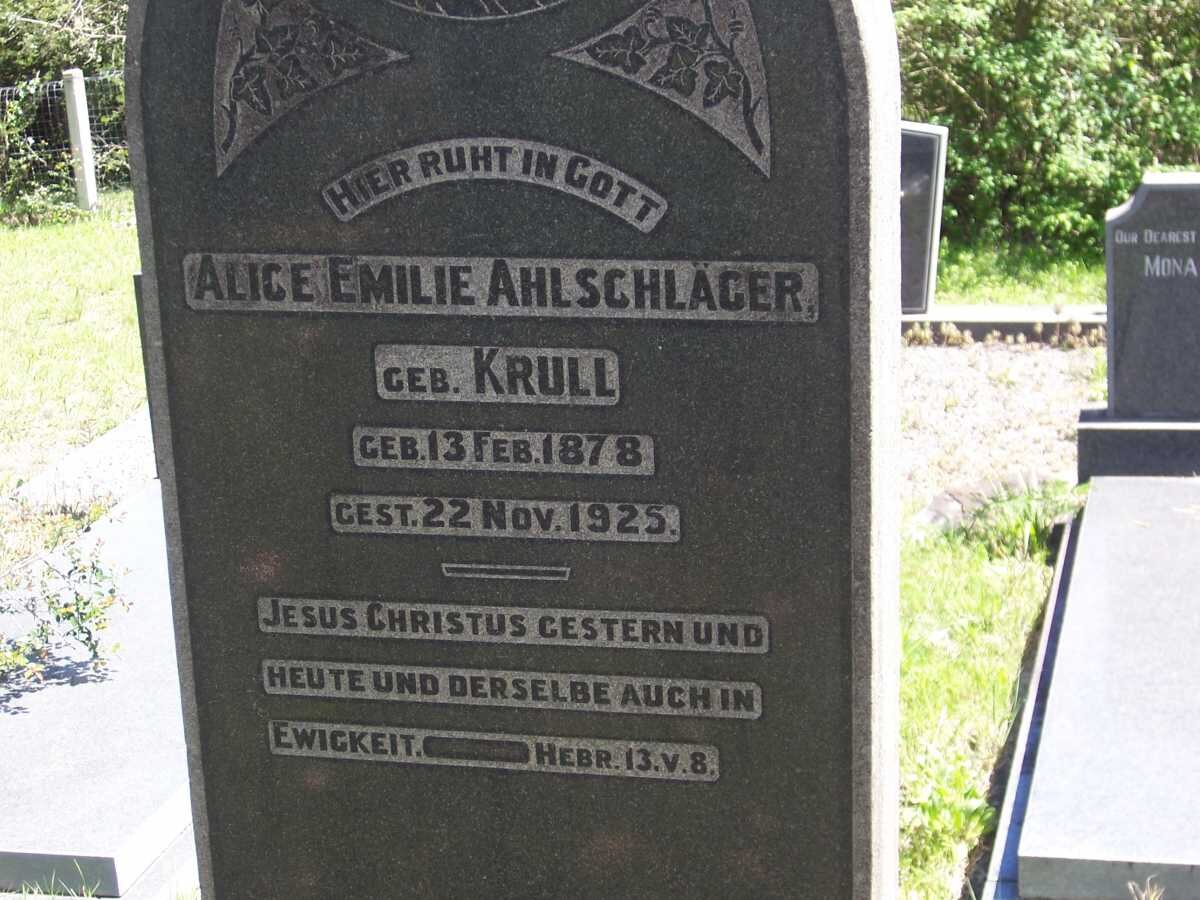 HIER RUHT IN GOTT
ALICE EMILIE AHLSCHLÄGER,
GEB. KRULL
GEB. 13 FEB. 1878
GEST. 22 NOV. 1925.
JESUS CHRISTUS GESTERN UND
HEUTE UND DERSELBE AUCH IN
EWIGKEIT. HEBR. 13. V. 8.
OUR DEAREST
MONA